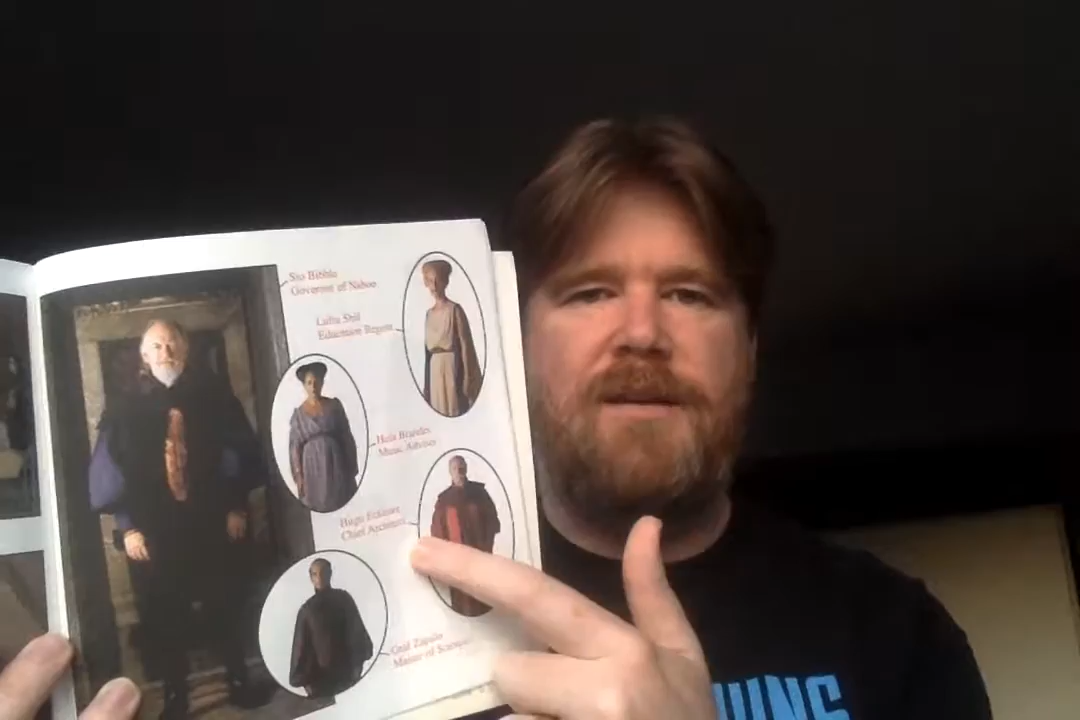 Sio Bibble
Governor of Naboo
Lufta Shif
Education Regent
Hela Brandes
Music Advisor
Hugo Eckener
Chief Architect
Graf Zapalo
Master of Sciences